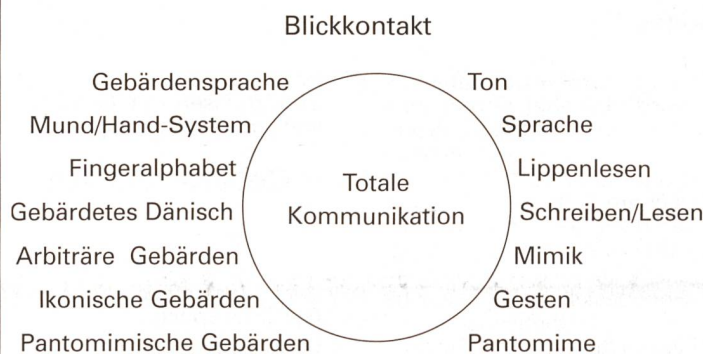 Blickkontakt
Gebärdensprache
Ton
Mund/Hand-System
Sprache
Fingeralphabet
Lippenlesen
Totale
Kommunikation
Gebärdetes Dänisch
Schreiben/Lesen
Arbiträre Gebärden
Mimik
Ikonische Gebärden
Gesten
Pantomimische Gebärden
Pantomime